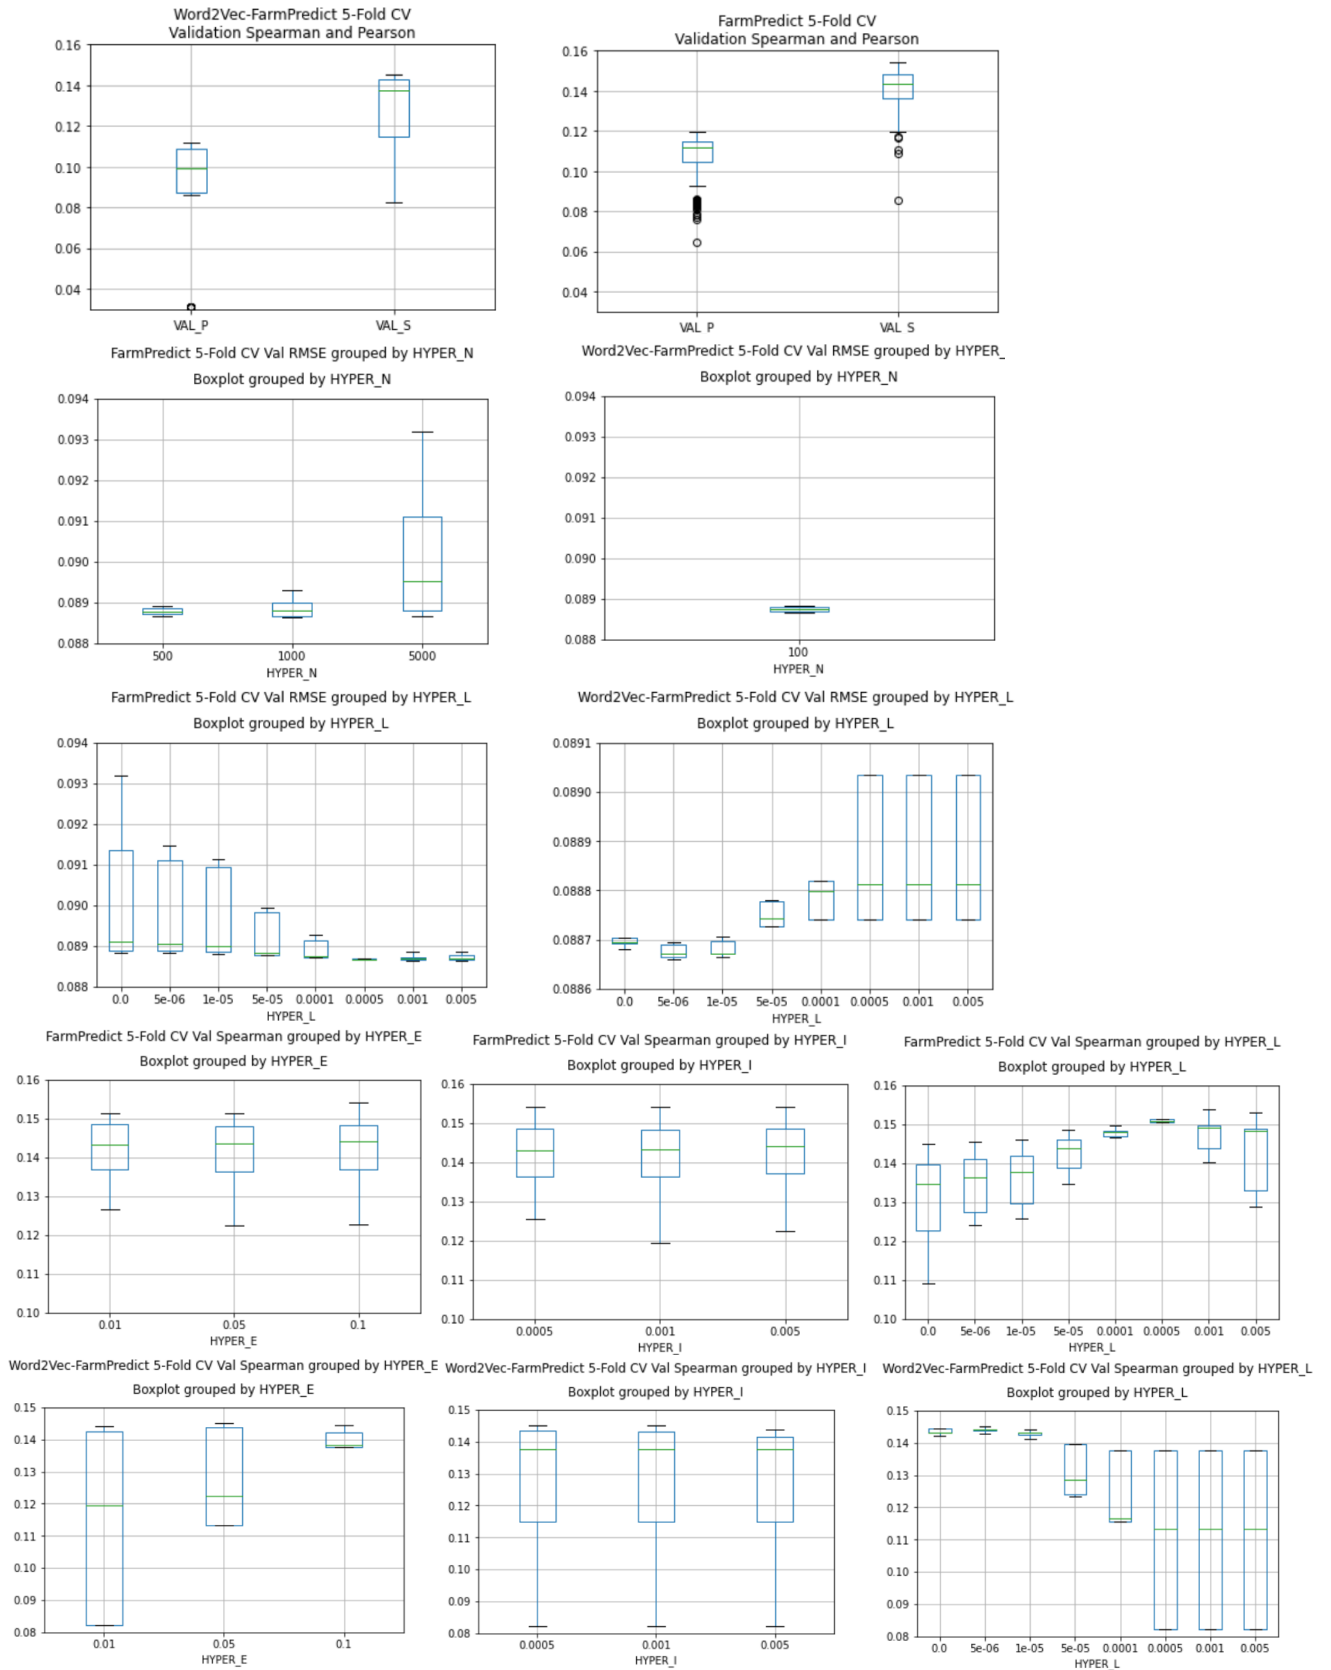 Word2Vec-FarmPredict 5-Fold CV
Validation Spearman and Pearson
0.16
0.14
0.12
0.10
0.08
0.06
0.04
VAL_P
VAL_S
FarmPredict 5-Fold CV
Validation Spearman and Pearson
0.16
0.14
0.12
0.10
0.08
0.06
0.04
VAL P
VAL S
FarmPredict 5-Fold CV Val RMSE grouped by HYPER_N
Boxplot grouped by HYPER_N
0.094
0.093
0.092
0.091
0.090
0.089
0.088
500
1000
5000
HYPER_N
Word2Vec-FarmPredict 5-Fold CV Val RMSE grouped by HYPER_
Boxplot grouped by HYPER_N
0.094
0.093
0.092
0.091
0.090
0.089
0.088
100
HYPER_N
FarmPredict 5-Fold CV Val RMSE grouped by HYPER_L
Boxplot grouped by HYPER_L
0.094
0.093
0.092
0.091
0.090
0.089
0.088
0.0 5e-06 1e-05 5e-05 0.0001 0.0005 0.001 0.005
HYPER_L
Word2Vec-FarmPredict 5-Fold CV Val RMSE grouped by HYPER_L
Boxplot grouped by HYPER_L
0.0891
0.0890
0.0889
0.0888
0.0887
0.0886
0.0 5e-06 1e-05 5e-05 0.0001 0.0005 0.001 0.005
HYPER_L
FarmPredict 5-Fold CV Val Spearman grouped by HYPER_E
Boxplot grouped by HYPER_E
0.16
0.15
0.14
0.13
0.12
0.11
0.10
0.01
0.05
0.1
HYPER_E
FarmPredict 5-Fold CV Val Spearman grouped by HYPER_I
Boxplot grouped by HYPER_I
0.16
0.15
0.14
0.13
0.12
0.11
0.10
0.0005
0.001
0.005
HYPER_I
FarmPredict 5-Fold CV Val Spearman grouped by HYPER_L
Boxplot grouped by HYPER_L
0.16
0.15
0.14
0.13
0.12
0.11
0.10
0.0 5e-06 1e-05 5e-05 0.0001 0.0005 0.001 0.005
HYPER_L
Word2Vec-FarmPredict 5-Fold CV Val Spearman grouped by HYPER_E
Boxplot grouped by HYPER_E
0.15
0.14
0.13
0.12
0.11
0.10
0.09
0.08
0.01
0.05
0.1
HYPER_E
Word2Vec-FarmPredict 5-Fold CV Val Spearman grouped by HYPER_I
Boxplot grouped by HYPER_I
0.15
0.14
0.13
0.12
0.11
0.10
0.09
0.08
0.0005
0.001
0.005
HYPER_I
Word2Vec-FarmPredict 5-Fold CV Val Spearman grouped by HYPER_L
Boxplot grouped by HYPER_L
0.15
0.14
0.13
0.12
0.11
0.10
0.09
0.08
0.0 5e-06 1e-05 5e-05 0.0001 0.0005 0.001 0.005
HYPER_L